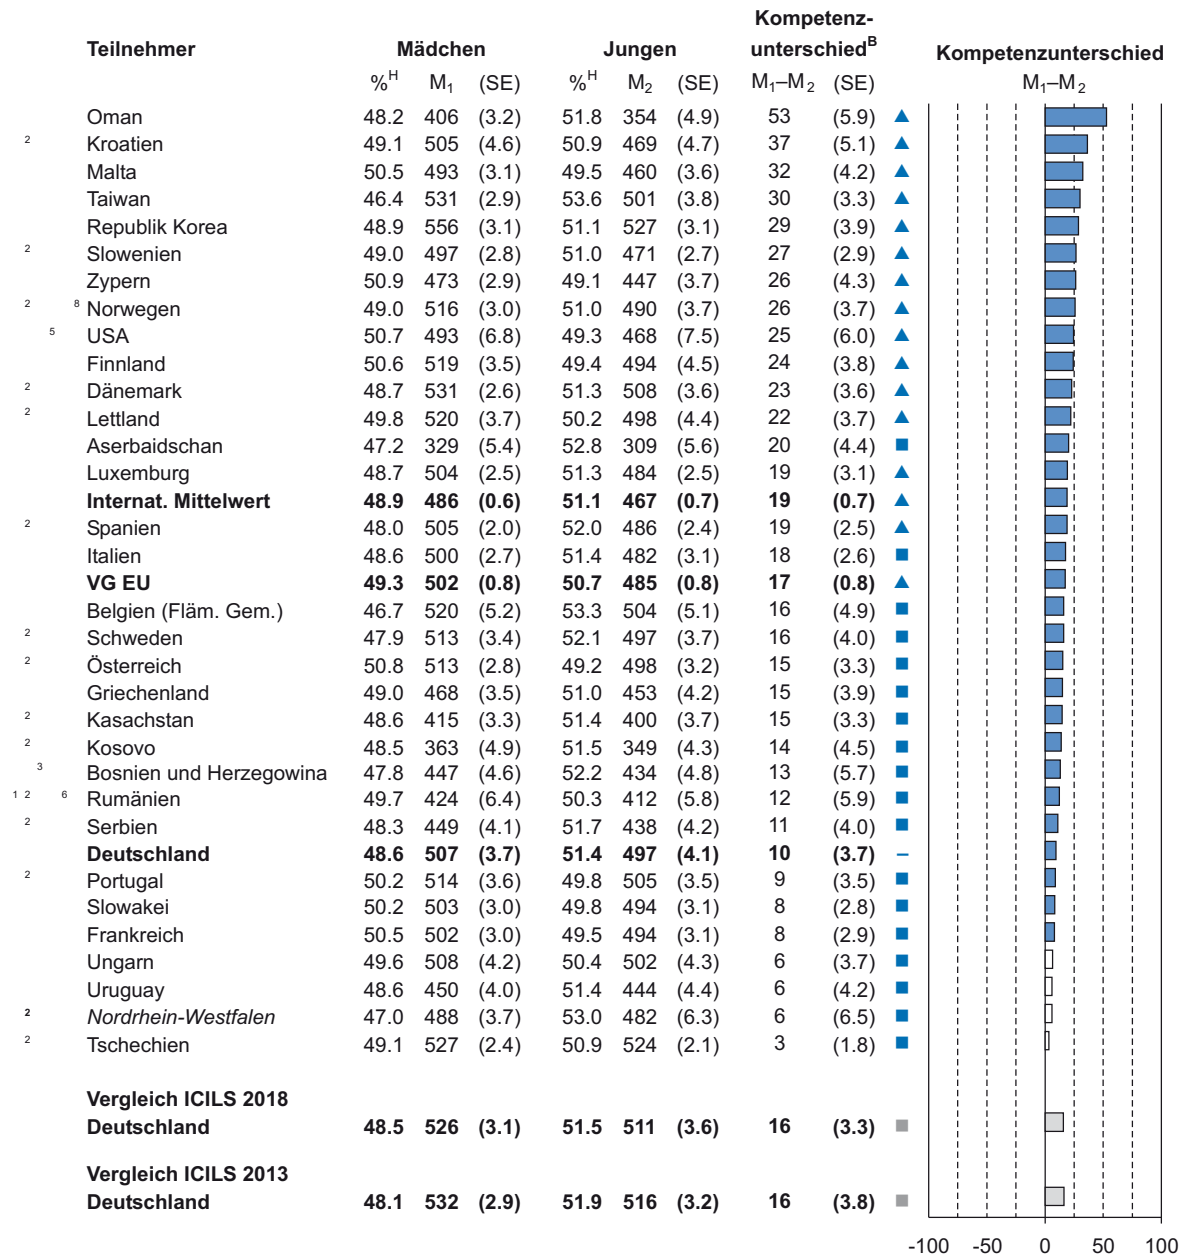 Kompetenz-
Teilnehmer Mädchen Jungen unterschiedB Kompetenzunterschied
%H M1 (SE) %H M2 (SE) M1–M2 (SE) M1–M2
Oman 48.2 406 (3.2) 51.8 354 (4.9) 53 (5.9) ▲
2 Kroatien 49.1 505 (4.6) 50.9 469 (4.7) 37 (5.1) ▲
Malta 50.5 493 (3.1) 49.5 460 (3.6) 32 (4.2) ▲
Taiwan 46.4 531 (2.9) 53.6 501 (3.8) 30 (3.3) ▲
Republik Korea 48.9 556 (3.1) 51.1 527 (3.1) 29 (3.9) ▲
2 Slowenien 49.0 497 (2.8) 51.0 471 (2.7) 27 (2.9) ▲
Zypern 50.9 473 (2.9) 49.1 447 (3.7) 26 (4.3) ▲
2 8 Norwegen 49.0 516 (3.0) 51.0 490 (3.7) 26 (3.7) ▲
5 USA 50.7 493 (6.8) 49.3 468 (7.5) 25 (6.0) ▲
Finnland 50.6 519 (3.5) 49.4 494 (4.5) 24 (3.8) ▲
2 Dänemark 48.7 531 (2.6) 51.3 508 (3.6) 23 (3.6) ▲
2 Lettland 49.8 520 (3.7) 50.2 498 (4.4) 22 (3.7) ▲
Aserbaidschan 47.2 329 (5.4) 52.8 309 (5.6) 20 (4.4) ■
Luxemburg 48.7 504 (2.5) 51.3 484 (2.5) 19 (3.1) ▲
Internat. Mittelwert 48.9 486 (0.6) 51.1 467 (0.7) 19 (0.7) ▲
2 Spanien 48.0 505 (2.0) 52.0 486 (2.4) 19 (2.5) ▲
Italien 48.6 500 (2.7) 51.4 482 (3.1) 18 (2.6) ■
VG EU 49.3 502 (0.8) 50.7 485 (0.8) 17 (0.8) ▲
Belgien (Fläm. Gem.) 46.7 520 (5.2) 53.3 504 (5.1) 16 (4.9) ■
2 Schweden 47.9 513 (3.4) 52.1 497 (3.7) 16 (4.0) ■
2 Österreich 50.8 513 (2.8) 49.2 498 (3.2) 15 (3.3) ■
Griechenland 49.0 468 (3.5) 51.0 453 (4.2) 15 (3.9) ■
2 Kasachstan 48.6 415 (3.3) 51.4 400 (3.7) 15 (3.3) ■
2 Kosovo 48.5 363 (4.9) 51.5 349 (4.3) 14 (4.5) ■
3 Bosnien und Herzegowina 47.8 447 (4.6) 52.2 434 (4.8) 13 (5.7) ■
1 2 6 Rumänien 49.7 424 (6.4) 50.3 412 (5.8) 12 (5.9) ■
2 Serbien 48.3 449 (4.1) 51.7 438 (4.2) 11 (4.0) ■
Deutschland 48.6 507 (3.7) 51.4 497 (4.1) 10 (3.7) –
2 Portugal 50.2 514 (3.6) 49.8 505 (3.5) 9 (3.5) ■
Slowakei 50.2 503 (3.0) 49.8 494 (3.1) 8 (2.8) ■
Frankreich 50.5 502 (3.0) 49.5 494 (3.1) 8 (2.9) ■
Ungarn 49.6 508 (4.2) 50.4 502 (4.3) 6 (3.7) ■
Uruguay 48.6 450 (4.0) 51.4 444 (4.4) 6 (4.2) ■
2 Nordrhein-Westfalen 47.0 488 (3.7) 53.0 482 (6.3) 6 (6.5) ■
2 Tschechien 49.1 527 (2.4) 50.9 524 (2.1) 3 (1.8) ■
Vergleich ICILS 2018
Deutschland 48.5 526 (3.1) 51.5 511 (3.6) 16 (3.3) ■
Vergleich ICILS 2013
Deutschland 48.1 532 (2.9) 51.9 516 (3.2) 16 (3.8) ■
-100 -50 0 50 100